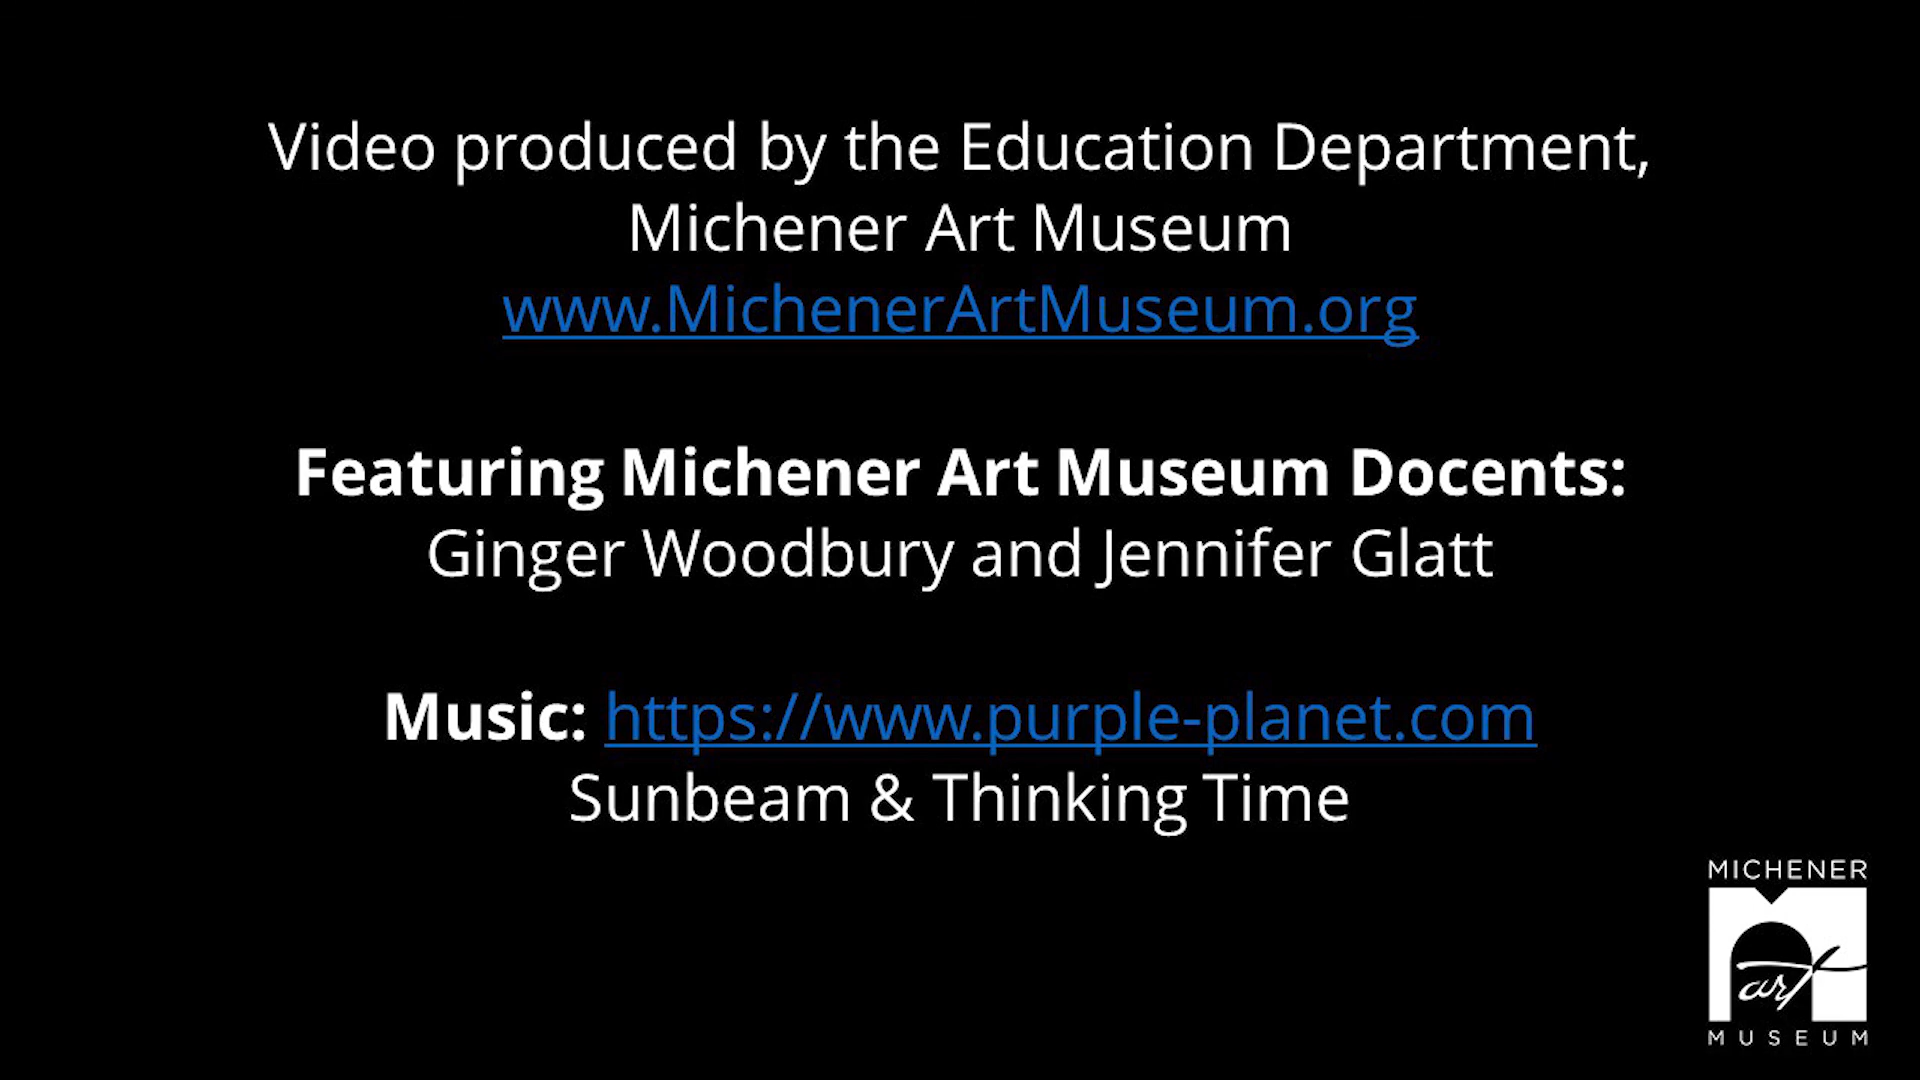 Video produced by the Education Department,
Michener Art Museum
www.MichenerArtMuseum.org
Featuring Michener Art Museum Docents:
Ginger Woodbury and Jennifer Glatt
Music: https://www.purple-planet.com
Sunbeam & Thinking Time
MICHENER
art
MUSEUM